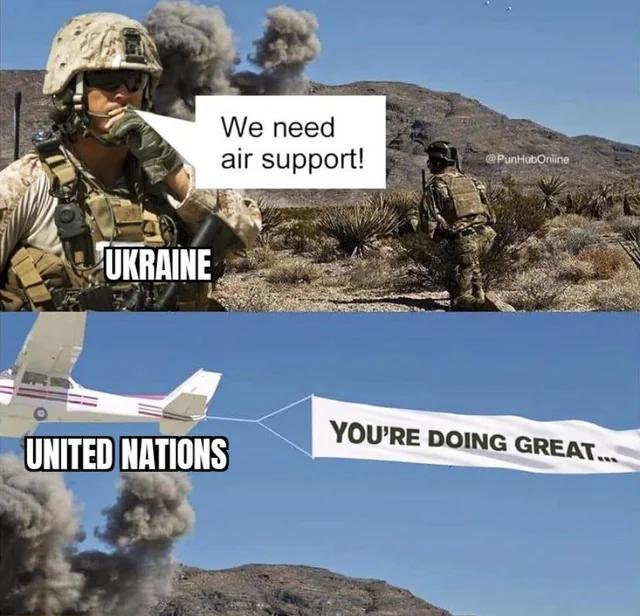 We need
air support!
@PunHubOnline
UKRAINE
UNITED NATIONS
YOU'RE DOING GREAT...